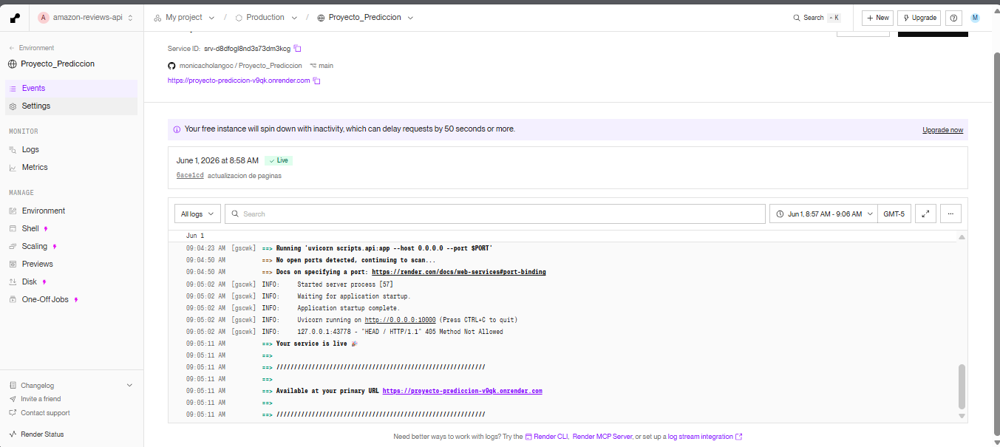 A amazon-reviews-api
My project / Production / Proyecto_Prediccion
Search ⌃ K
+ New
Upgrade
M
← Environment
Proyecto_Prediccion
Events
Settings
MONITOR
Logs
Metrics
MANAGE
Environment
Shell
Scaling
Previews
Disk
One-Off Jobs
Changelog
Invite a friend
Contact support
Render Status
Service ID: srv-d8dfogl8nd3s73dm3kcg
monicacholangoc / Proyecto_Prediccion main
https://proyecto-prediccion-v9qk.onrender.com
Your free instance will spin down with inactivity, which can delay requests by 50 seconds or more.
Upgrade now
June 1, 2026 at 8:58 AM ✓ Live
6ace1cd actualizacion de paginas
All logs
Search
Jun 1, 8:57 AM - 9:06 AM
GMT-5
...
Jun 1
09:04:23 AM [gscwk] ==> Running 'uvicorn scripts.api:app --host 0.0.0.0 --port $PORT'
09:04:50 AM ==> No open ports detected, continuing to scan...
09:04:50 AM ==> Docs on specifying a port: https://render.com/docs/web-services#port-binding
09:05:02 AM [gscwk] INFO: Started server process [57]
09:05:02 AM [gscwk] INFO: Waiting for application startup.
09:05:02 AM [gscwk] INFO: Application startup complete.
09:05:02 AM [gscwk] INFO: Uvicorn running on http://0.0.0.0:10000 (Press CTRL+C to quit)
09:05:02 AM [gscwk] INFO: 127.0.0.1:43778 - "HEAD / HTTP/1.1" 405 Method Not Allowed
09:05:11 AM ==> Your service is live 🎉
09:05:11 AM ==>
09:05:11 AM ==> ///////////////////////////////////////////////////////////
09:05:11 AM ==>
09:05:11 AM ==> Available at your primary URL https://proyecto-prediccion-v9qk.onrender.com
09:05:11 AM ==>
09:05:11 AM ==> ///////////////////////////////////////////////////////////
Need better ways to work with logs? Try the Render CLI, Render MCP Server, or set up a log stream integration